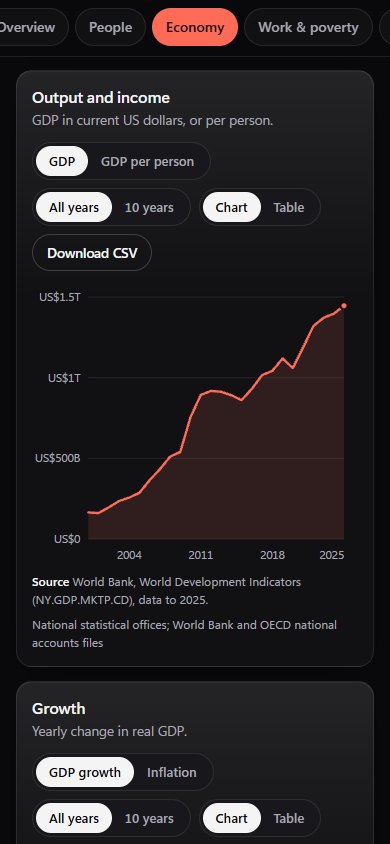 Overview
People
Economy
Work & poverty
Output and income
GDP in current US dollars, or per person.
GDP
GDP per person
All years
10 years
Chart
Table
Download CSV
US$1.5T
US$1T
US$500B
US$0
2004
2011
2018
2025
Source World Bank, World Development Indicators
(NY.GDP.MKTP.CD), data to 2025.
National statistical offices; World Bank and OECD national
accounts files
Growth
Yearly change in real GDP.
GDP growth
Inflation
All years
10 years
Chart
Table